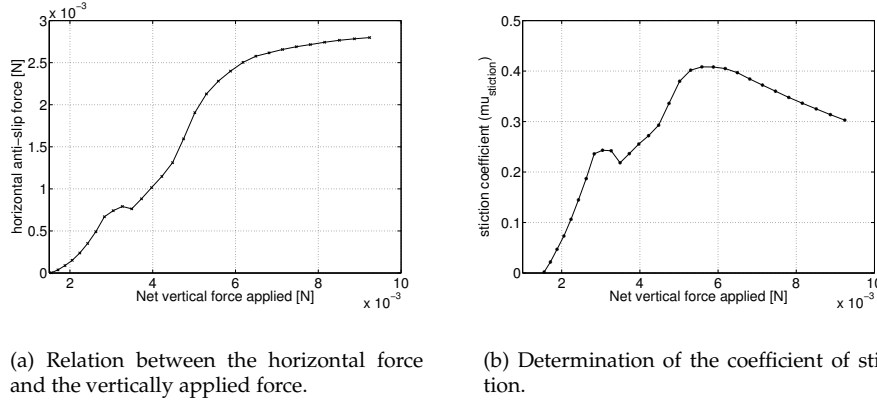 x 10⁻³
3
2.5
2
1.5
1
0.5
0
horizontal anti−slip force [N]
2 4 6 8 10
Net vertical force applied [N]
x 10⁻³
(a) Relation between the horizontal force
and the vertically applied force.
0.5
0.4
0.3
0.2
0.1
0
stiction coefficient (mu_stiction)
2 4 6 8 10
Net vertical force applied [N]
x 10⁻³
(b) Determination of the coefficient of sti
tion.